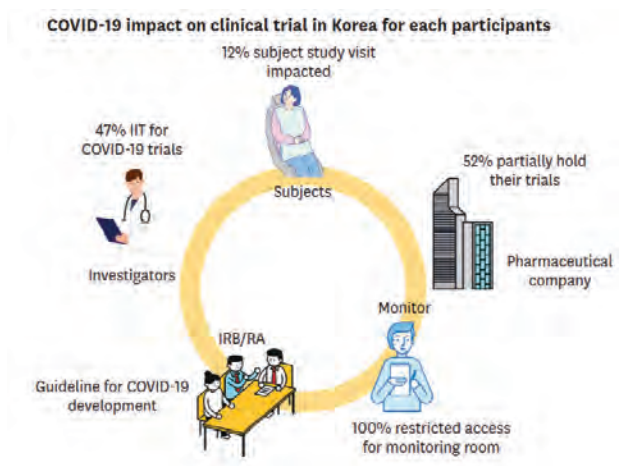 COVID-19 impact on clinical trial in Korea for each participants
12% subject study visit
impacted
47% IIT for
COVID-19 trials
52% partially hold
their trials
Subjects
Investigators
Pharmaceutical
company
Monitor
IRB/RA
Guideline for COVID-19
development
100% restricted access
for monitoring room